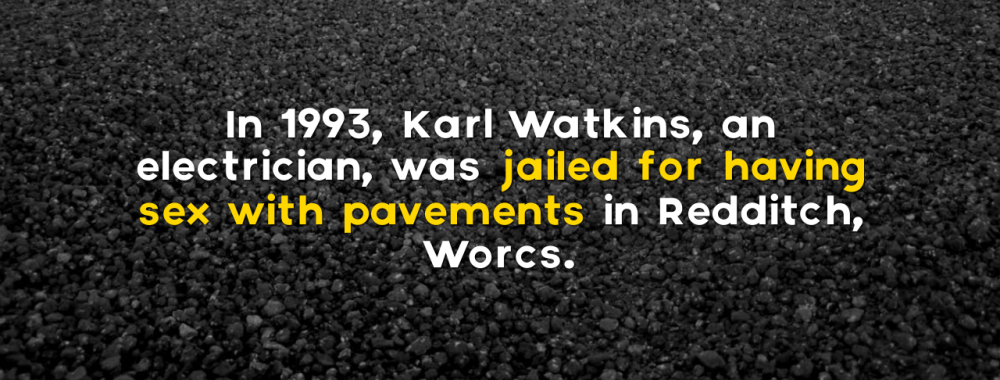 In 1993, Karl Watkins, an
electrician, was jailed for having
sex with pavements in Redditch,
Worcs.